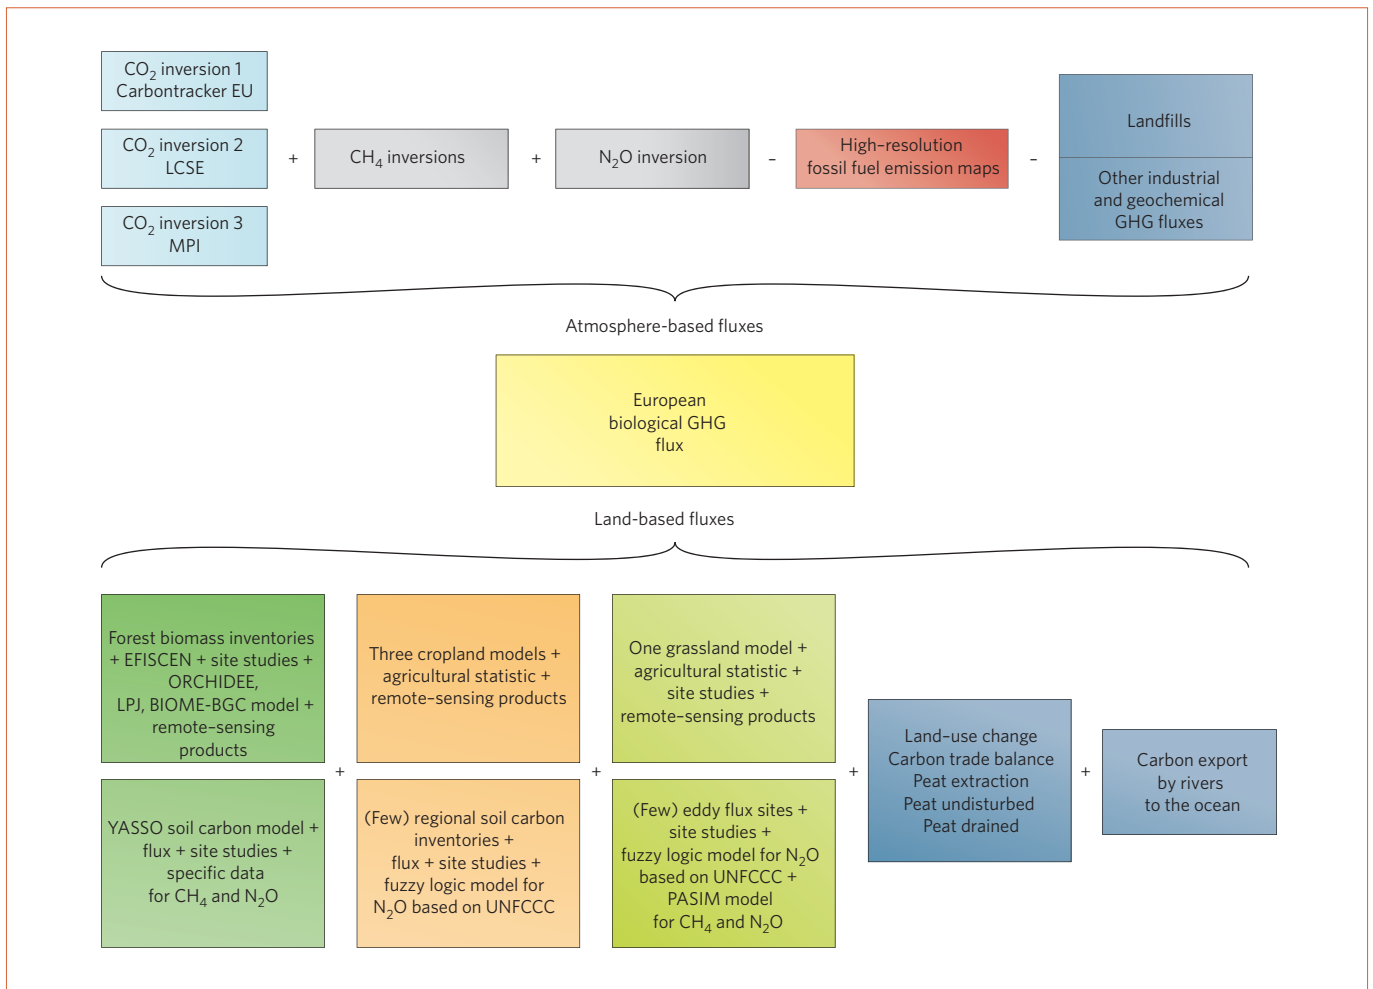 CO₂ inversion 1
Carbontracker EU
CO₂ inversion 2
LCSE
CO₂ inversion 3
MPI
+
CH₄ inversions
+
N₂O inversion
–
High–resolution
fossil fuel emission maps
–
Landfills
Other industrial
and geochemical
GHG fluxes
Atmosphere-based fluxes
European
biological GHG
flux
Land-based fluxes
Forest biomass inventories
+ EFISCEN + site studies +
ORCHIDEE,
LPJ, BIOME-BGC model +
remote–sensing
products
YASSO soil carbon model +
flux + site studies +
specific data
for CH₄ and N₂O
+
Three cropland models +
agricultural statistic +
remote–sensing products
(Few) regional soil carbon
inventories +
flux + site studies +
fuzzy logic model for
N₂O based on UNFCCC
+
One grassland model +
agricultural statistic +
site studies +
remote–sensing products
(Few) eddy flux sites +
site studies +
fuzzy logic model for N₂O
based on UNFCCC +
PASIM model
for CH₄ and N₂O
+
Land–use change
Carbon trade balance
Peat extraction
Peat undisturbed
Peat drained
+
Carbon export
by rivers
to the ocean